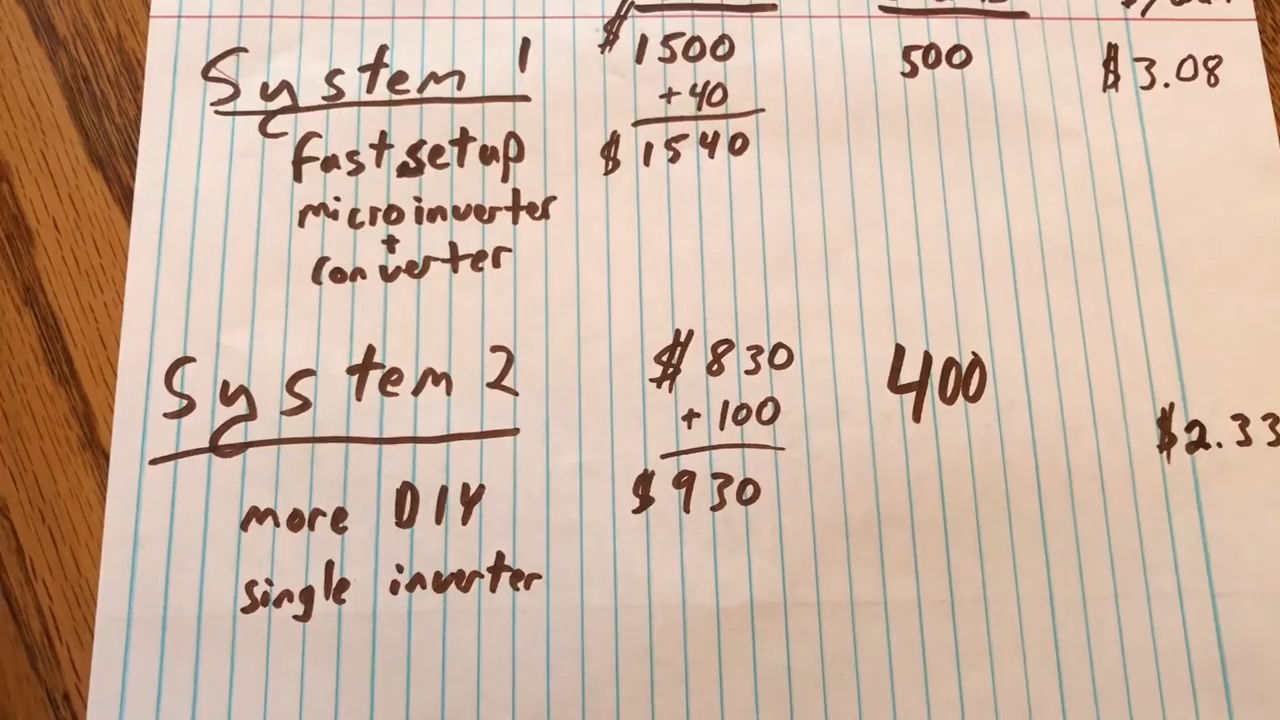 System 1 $1500 500 $3.08
+40
$1540
fast setup
microinverter
+
converter
System 2 $830 400
+100 $2.33
$930
more DIY
single inverter